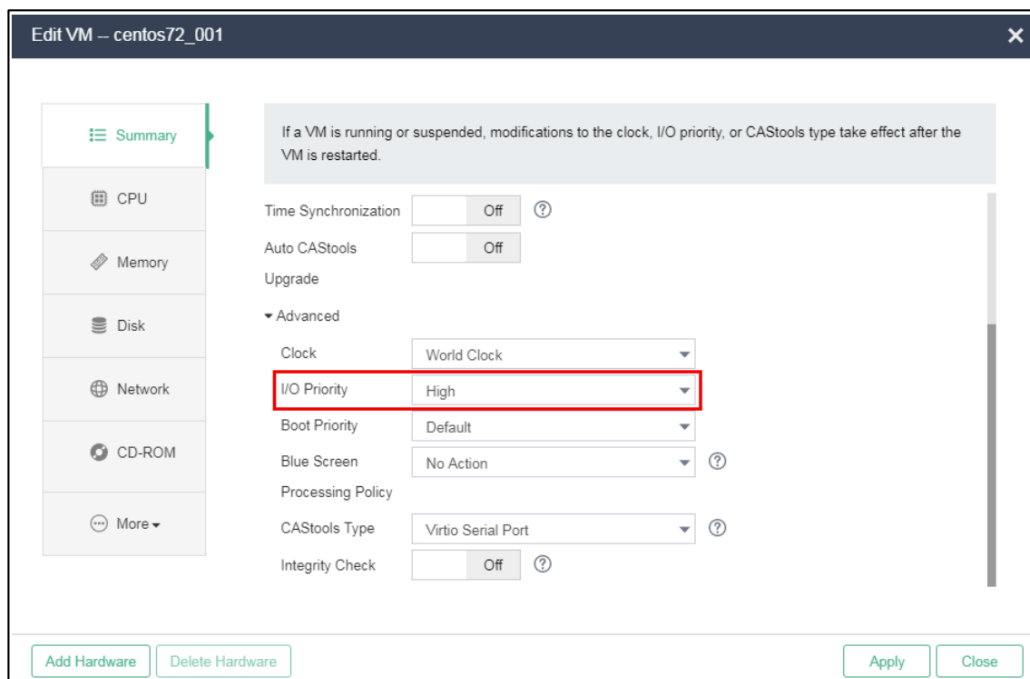 Edit VM -- centos72_001
Summary
CPU
Memory
Disk
Network
CD-ROM
More
If a VM is running or suspended, modifications to the clock, I/O priority, or CAStools type take effect after the
VM is restarted.
Time Synchronization Off
Auto CAStools Off
Upgrade
Advanced
Clock World Clock
I/O Priority High
Boot Priority Default
Blue Screen No Action
Processing Policy
CAStools Type Virtio Serial Port
Integrity Check Off
Add Hardware Delete Hardware Apply Close